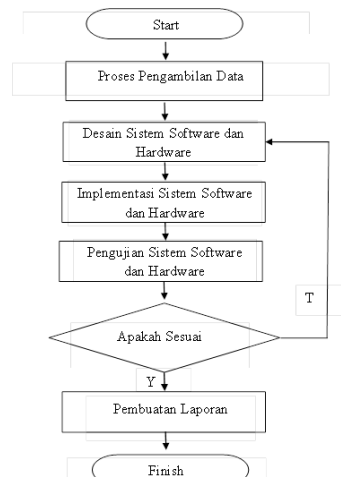 Start
Proses Pengambilan Data
Desain Sistem Software dan
Hardware
Implementasi Sistem Software
dan Hardware
Pengujian Sistem Software
dan Hardware
T
Apakah Sesuai
Y
Pembuatan Laporan
Finish